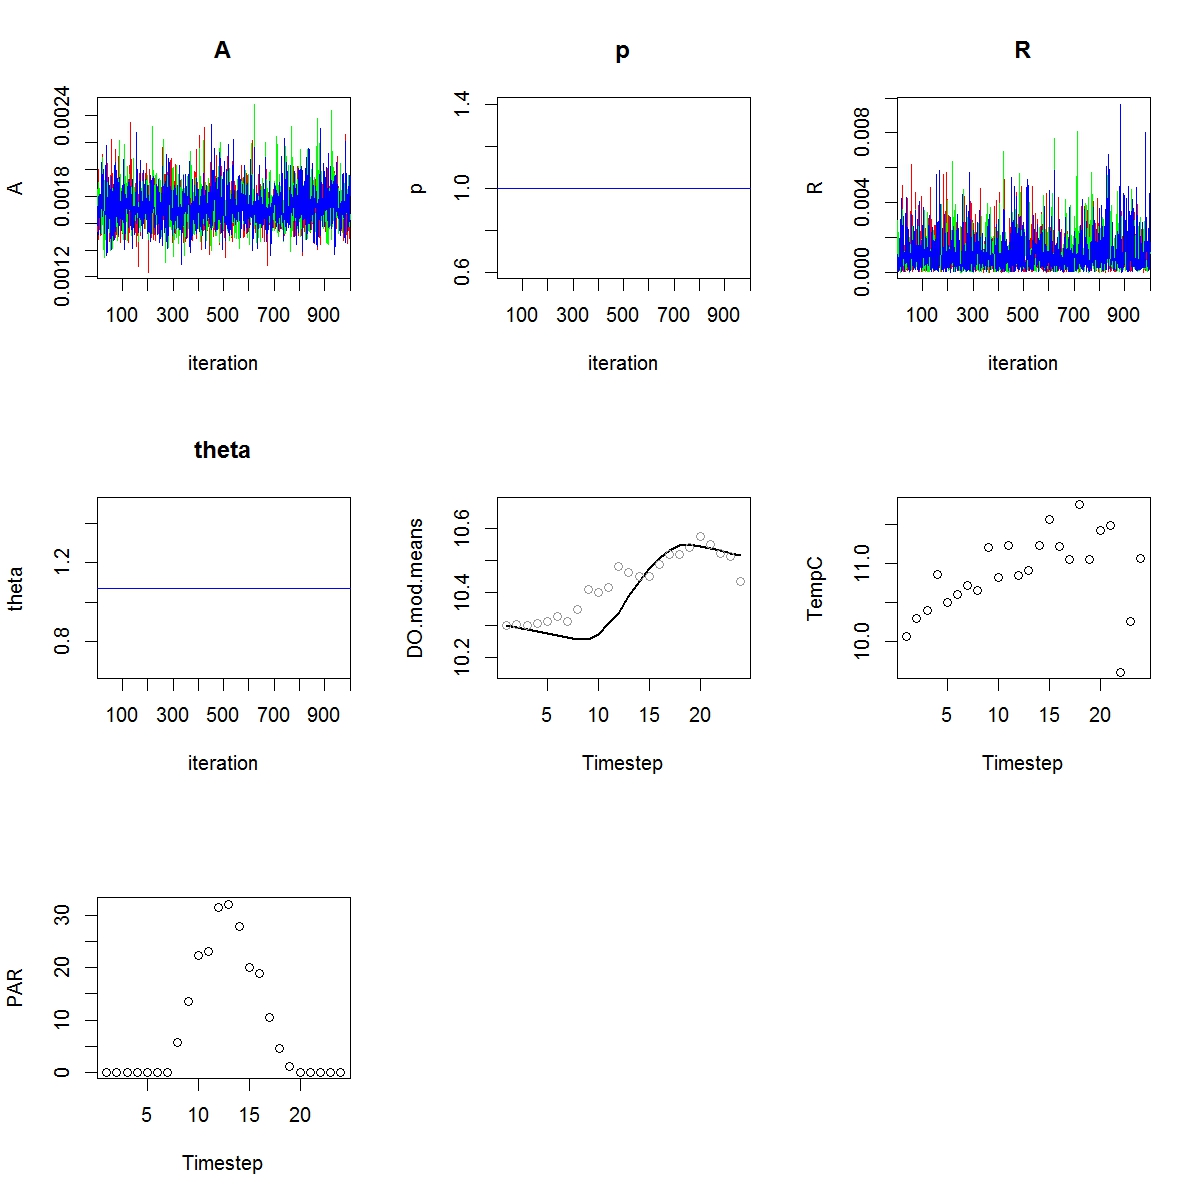 A
p
R
A
0.0012 0.0018 0.0024
100 300 500 700 900
iteration
p
0.6 1.0 1.4
100 300 500 700 900
iteration
R
0.000 0.004 0.008
100 300 500 700 900
iteration
theta
theta
0.8 1.2
100 300 500 700 900
iteration
DO.mod.means
10.2 10.4 10.6
5 10 15 20
Timestep
TempC
10.0 11.0
5 10 15 20
Timestep
PAR
0 10 20 30
5 10 15 20
Timestep